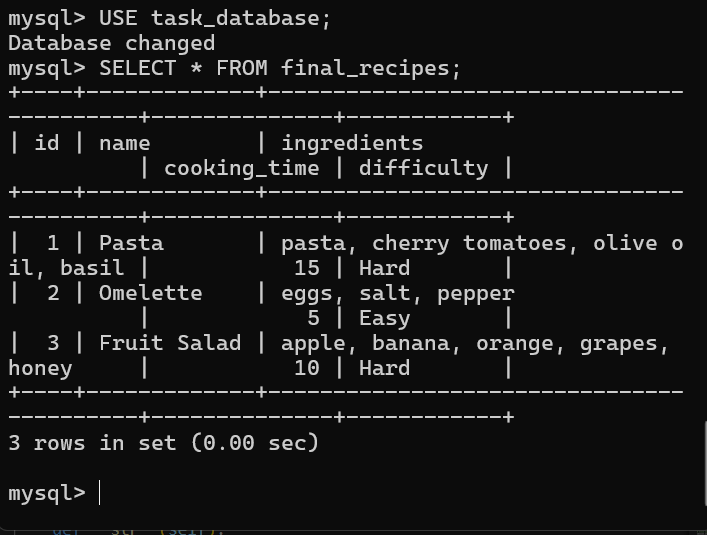 mysql> USE task_database;
Database changed
mysql> SELECT * FROM final_recipes;
+----+-------------+--------------------------------
----------+--------------+------------+
| id | name        | ingredients
          | cooking_time | difficulty |
+----+-------------+--------------------------------
----------+--------------+------------+
|  1 | Pasta       | pasta, cherry tomatoes, olive o
il, basil |           15 | Hard       |
|  2 | Omelette    | eggs, salt, pepper
          |            5 | Easy       |
|  3 | Fruit Salad | apple, banana, orange, grapes,
honey     |           10 | Hard       |
+----+-------------+--------------------------------
----------+--------------+------------+
3 rows in set (0.00 sec)
mysql>